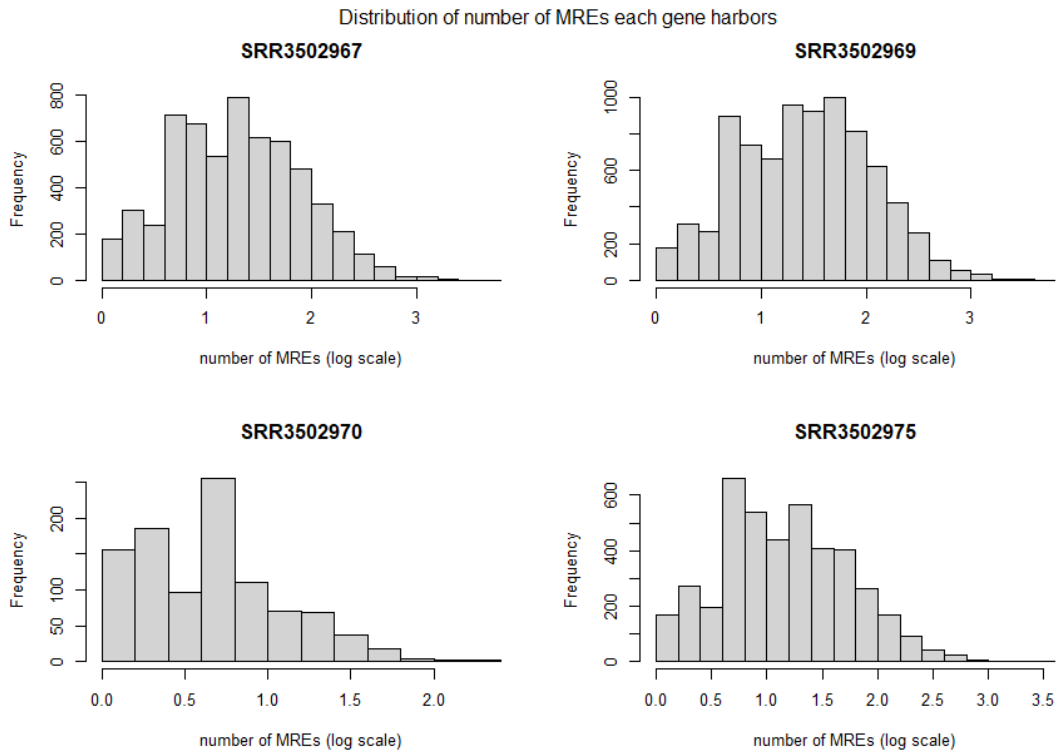 Distribution of number of MREs each gene harbors
SRR3502967
Frequency
0 200 400 600 800
0 1 2 3
number of MREs (log scale)
SRR3502969
Frequency
0 200 600 1000
0 1 2 3
number of MREs (log scale)
SRR3502970
Frequency
0 50 100 200
0.0 0.5 1.0 1.5 2.0
number of MREs (log scale)
SRR3502975
Frequency
0 200 400 600
0.0 0.5 1.0 1.5 2.0 2.5 3.0 3.5
number of MREs (log scale)